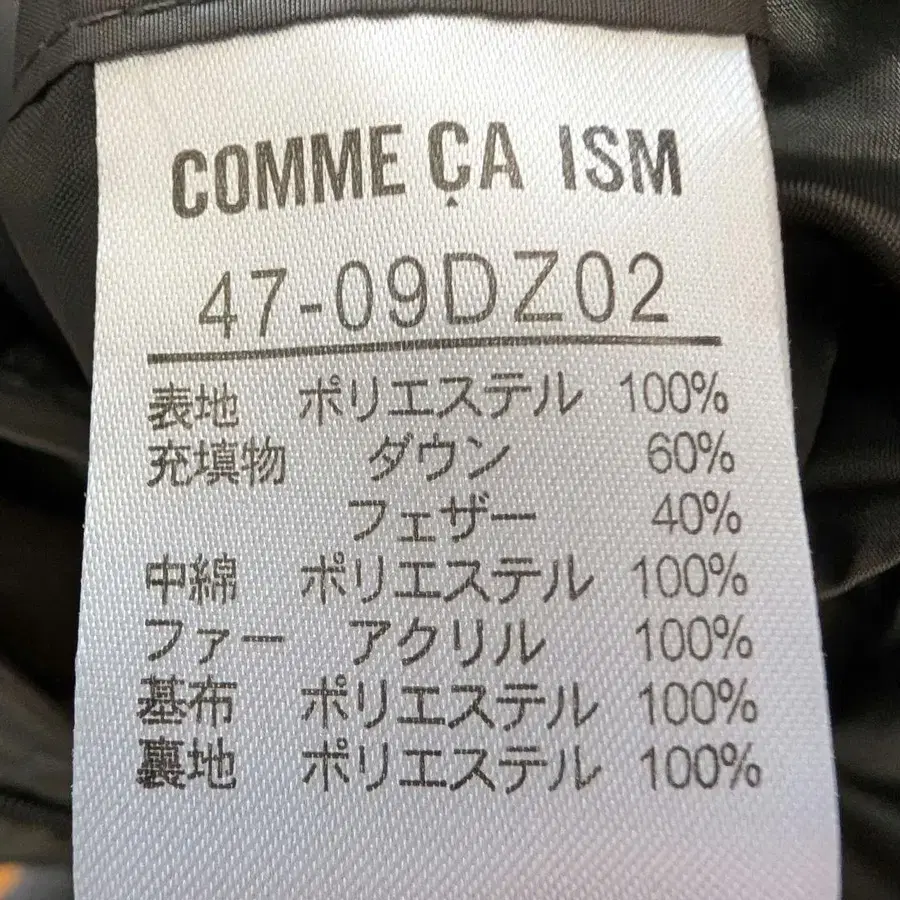 COMME ÇA ISM
47-09DZ02
表地 ポリエステル 100%
充填物 ダウン 60%
フェザー 40%
中綿 ポリエステル 100%
ファー アクリル 100%
基布 ポリエステル 100%
裏地 ポリエステル 100%